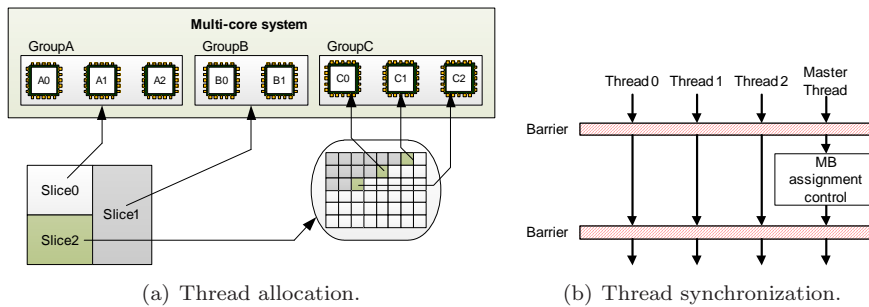 Multi-core system
GroupA
GroupB
GroupC
A0
A1
A2
B0
B1
C0
C1
C2
Slice0
Slice1
Slice2
(a) Thread allocation.
Thread 0
Thread 1
Thread 2
Master
Thread
Barrier
MB
assignment
control
Barrier
(b) Thread synchronization.